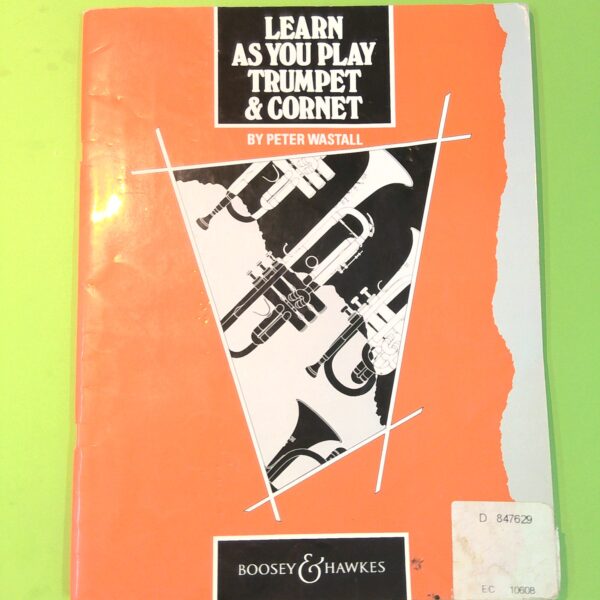 LEARN
AS YOU PLAY
TRUMPET
& CORNET
BY PETER WASTALL
BOOSEY & HAWKES
D 847629
EC 10608